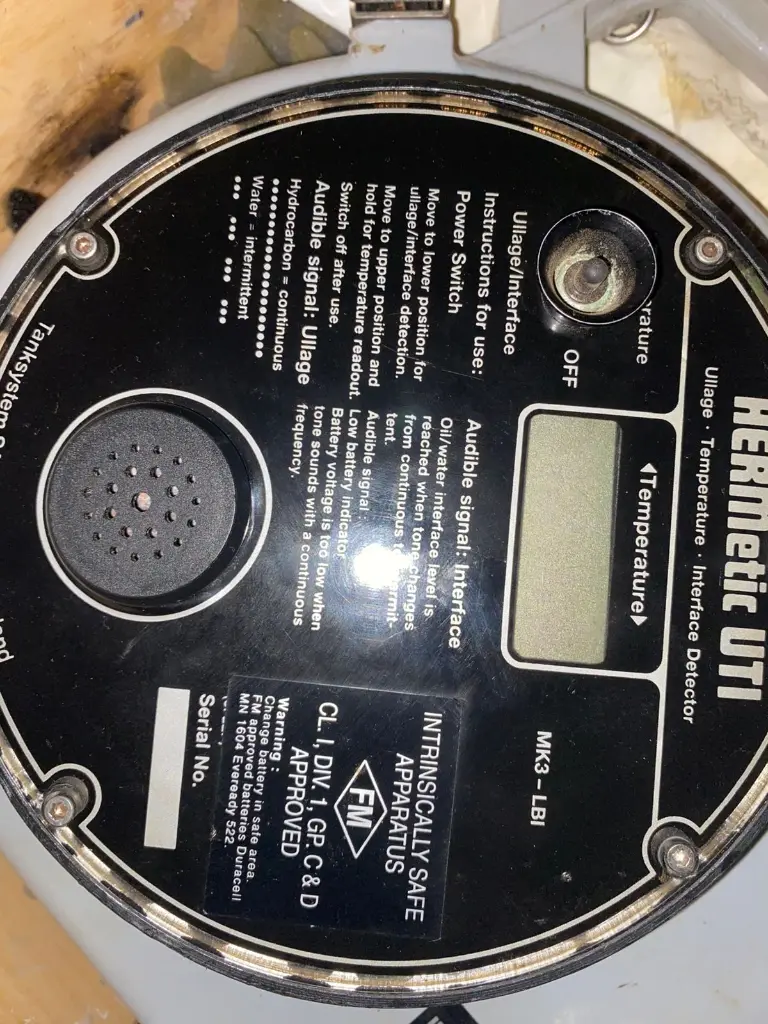 HERMetic UTI
Ullage · Temperature · Interface Detector
rature
OFF
Ullage/Interface
◀Temperature▶
MK3 – LBI
Instructions for use:
Power Switch
Move to lower position for
ullage/interface detection.
Move to upper position and
hold for temperature readout.
Switch off after use.
Audible signal: Ullage
Hydrocarbon = continuous
••••••••••••••••••••
Water = intermittent
••• ••• ••• •••
Audible signal: Interface
Oil/water interface level is
reached when tone changes
from continuous to intermit-
tent.
Audible signal:
Low battery indicator
Battery voltage is too low when
tone sounds with a continuous
frequency.
INTRINSICALLY SAFE
APPARATUS
FM
CL. I, DIV. 1, GP. C & D
APPROVED
Warning :
Change battery in safe area.
FM approved batteries Duracell
MN 1604 Eveready 522.
Serial No.
Tanksystem
land